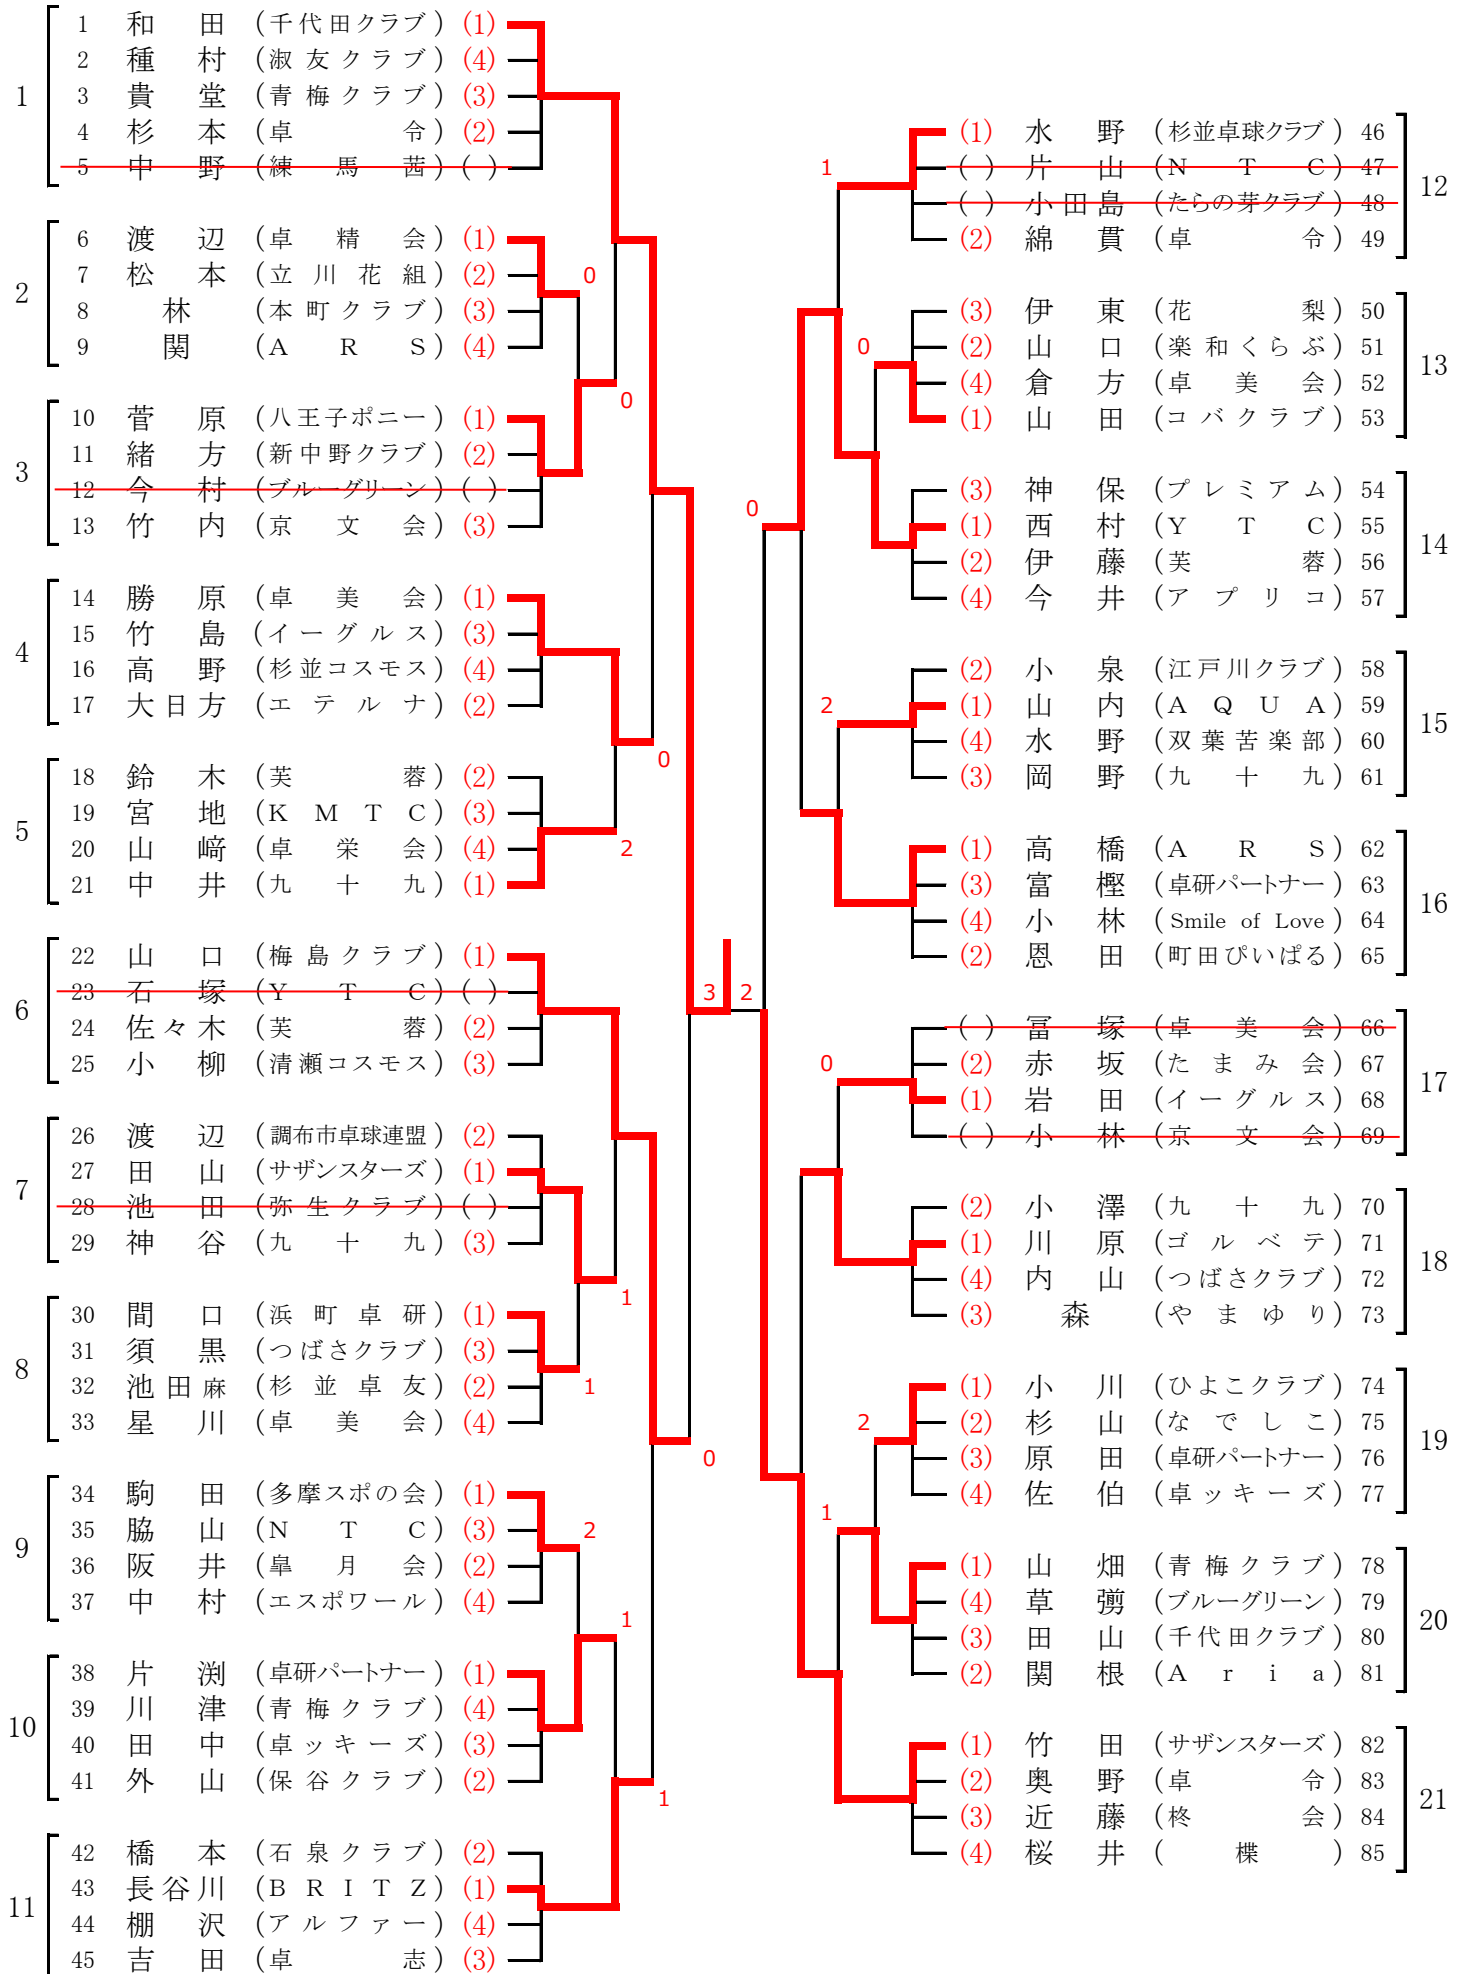 1
1 和田 (千代田クラブ) (1)
2 種村 (淑友クラブ) (4)
3 貴堂 (青梅クラブ) (3)
4 杉本 (卓令) (2)
5 中野 (練馬茜) ( )
2
6 渡辺 (卓精会) (1)
7 松本 (立川花組) (2)
8 林 (本町クラブ) (3)
9 関 (ARS) (4)
0
0
3
10 菅原 (八王子ポニー) (1)
11 緒方 (新中野クラブ) (2)
12 今村 (ブルーグリーン) ( )
13 竹内 (京文会) (3)
4
14 勝原 (卓美会) (1)
15 竹島 (イーグルス) (3)
16 高野 (杉並コスモス) (4)
17 大日方 (エテルナ) (2)
0
5
18 鈴木 (芙蓉) (2)
19 宮地 (KMTC) (3)
20 山﨑 (卓栄会) (4)
21 中井 (九十九) (1)
2
6
22 山口 (梅島クラブ) (1)
23 石塚 (YTC) ( )
24 佐々木 (芙蓉) (2)
25 小柳 (清瀬コスモス) (3)
3 2
7
26 渡辺 (調布市卓球連盟) (2)
27 田山 (サザンスターズ) (1)
28 池田 (弥生クラブ) ( )
29 神谷 (九十九) (3)
1
8
30 間口 (浜町卓研) (1)
31 須黒 (つばさクラブ) (3)
32 池田麻 (杉並卓友) (2)
33 星川 (卓美会) (4)
1
0
9
34 駒田 (多摩スポの会) (1)
35 脇山 (NTC) (3)
36 阪井 (皐月会) (2)
37 中村 (エスポワール) (4)
2
1
10
38 片渕 (卓研パートナー) (1)
39 川津 (青梅クラブ) (4)
40 田中 (卓ッキーズ) (3)
41 外山 (保谷クラブ) (2)
1
11
42 橋本 (石泉クラブ) (2)
43 長谷川 (BRITZ) (1)
44 棚沢 (アルファー) (4)
45 吉田 (卓志) (3)
1
(1) 水野 (杉並卓球クラブ) 46
( ) 片山 (NTC) 47
( ) 小田島 (たらの芽クラブ) 48
(2) 綿貫 (卓令) 49
12
0
(3) 伊東 (花梨) 50
(2) 山口 (楽和くらぶ) 51
(4) 倉方 (卓美会) 52
(1) 山田 (コバクラブ) 53
13
0
(3) 神保 (プレミアム) 54
(1) 西村 (YTC) 55
(2) 伊藤 (芙蓉) 56
(4) 今井 (アプリコ) 57
14
2
(2) 小泉 (江戸川クラブ) 58
(1) 山内 (AQUA) 59
(4) 水野 (双葉苦楽部) 60
(3) 岡野 (九十九) 61
15
(1) 高橋 (ARS) 62
(3) 富樫 (卓研パートナー) 63
(4) 小林 (Smile of Love) 64
(2) 恩田 (町田ぴいぱる) 65
16
0
( ) 冨塚 (卓美会) 66
(2) 赤坂 (たまみ会) 67
(1) 岩田 (イーグルス) 68
( ) 小林 (京文会) 69
17
(2) 小澤 (九十九) 70
(1) 川原 (ゴルベテ) 71
(4) 内山 (つばさクラブ) 72
(3) 森 (やまゆり) 73
18
2
(1) 小川 (ひよこクラブ) 74
(2) 杉山 (なでしこ) 75
(3) 原田 (卓研パートナー) 76
(4) 佐伯 (卓ッキーズ) 77
19
1
(1) 山畑 (青梅クラブ) 78
(4) 草彅 (ブルーグリーン) 79
(3) 田山 (千代田クラブ) 80
(2) 関根 (Aria) 81
20
(1) 竹田 (サザンスターズ) 82
(2) 奥野 (卓令) 83
(3) 近藤 (柊会) 84
(4) 桜井 (楪) 85
21